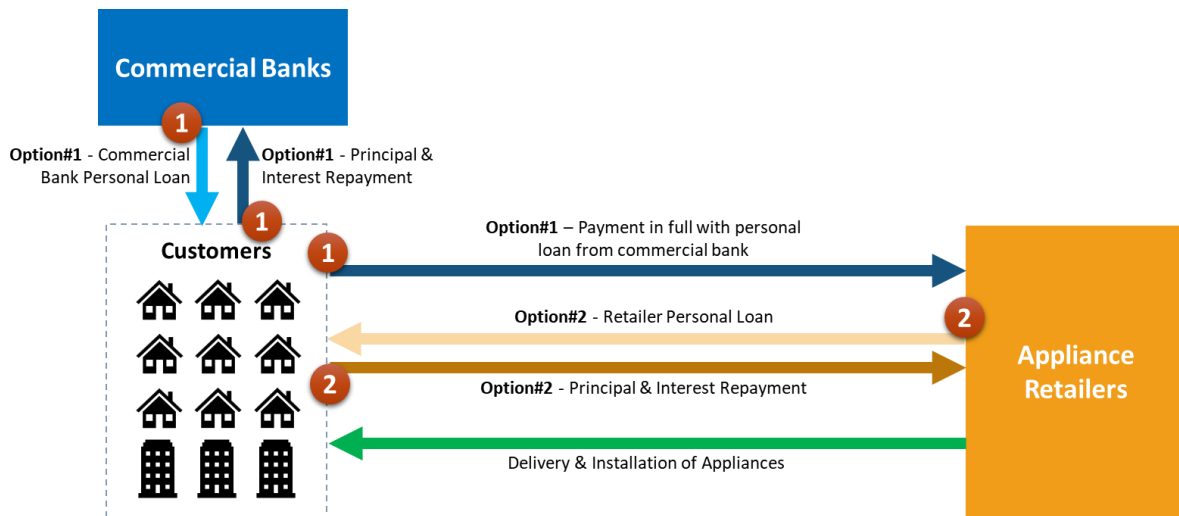 Commercial Banks
1
Option#1 - Commercial
Bank Personal Loan
Option#1 - Principal &
Interest Repayment
1
Customers
1
Option#1 – Payment in full with personal
loan from commercial bank
Option#2 - Retailer Personal Loan
2
2
Option#2 - Principal & Interest Repayment
Appliance
Retailers
Delivery & Installation of Appliances